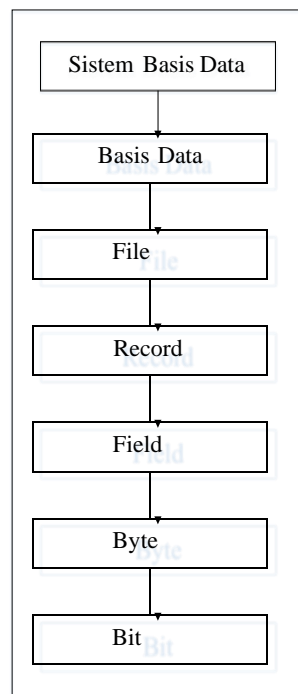 Sistem Basis Data
Basis Data
File
Record
Field
Byte
Bit